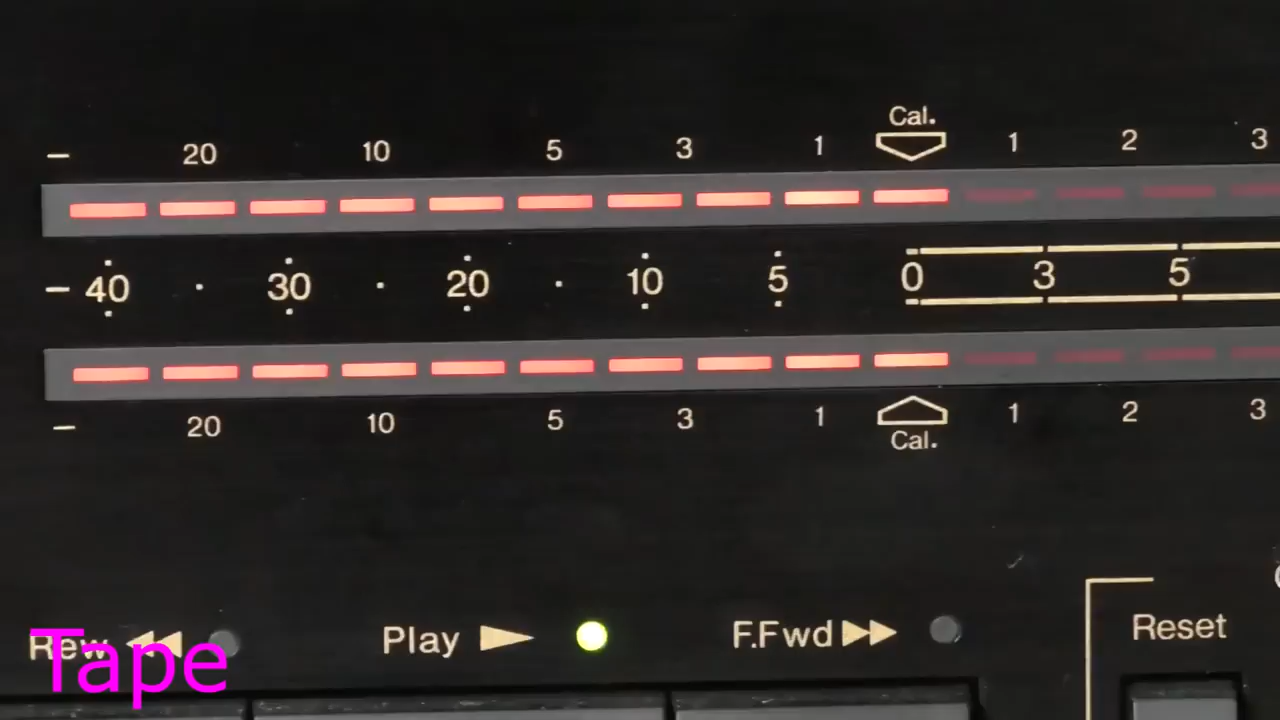 Cal.
– 20 10 5 3 1 1 2 3
– 40 · 30 · 20 · 10 5 0 3 5
– 20 10 5 3 1 1 2 3
Cal.
Rew Play F.Fwd Reset
Tape